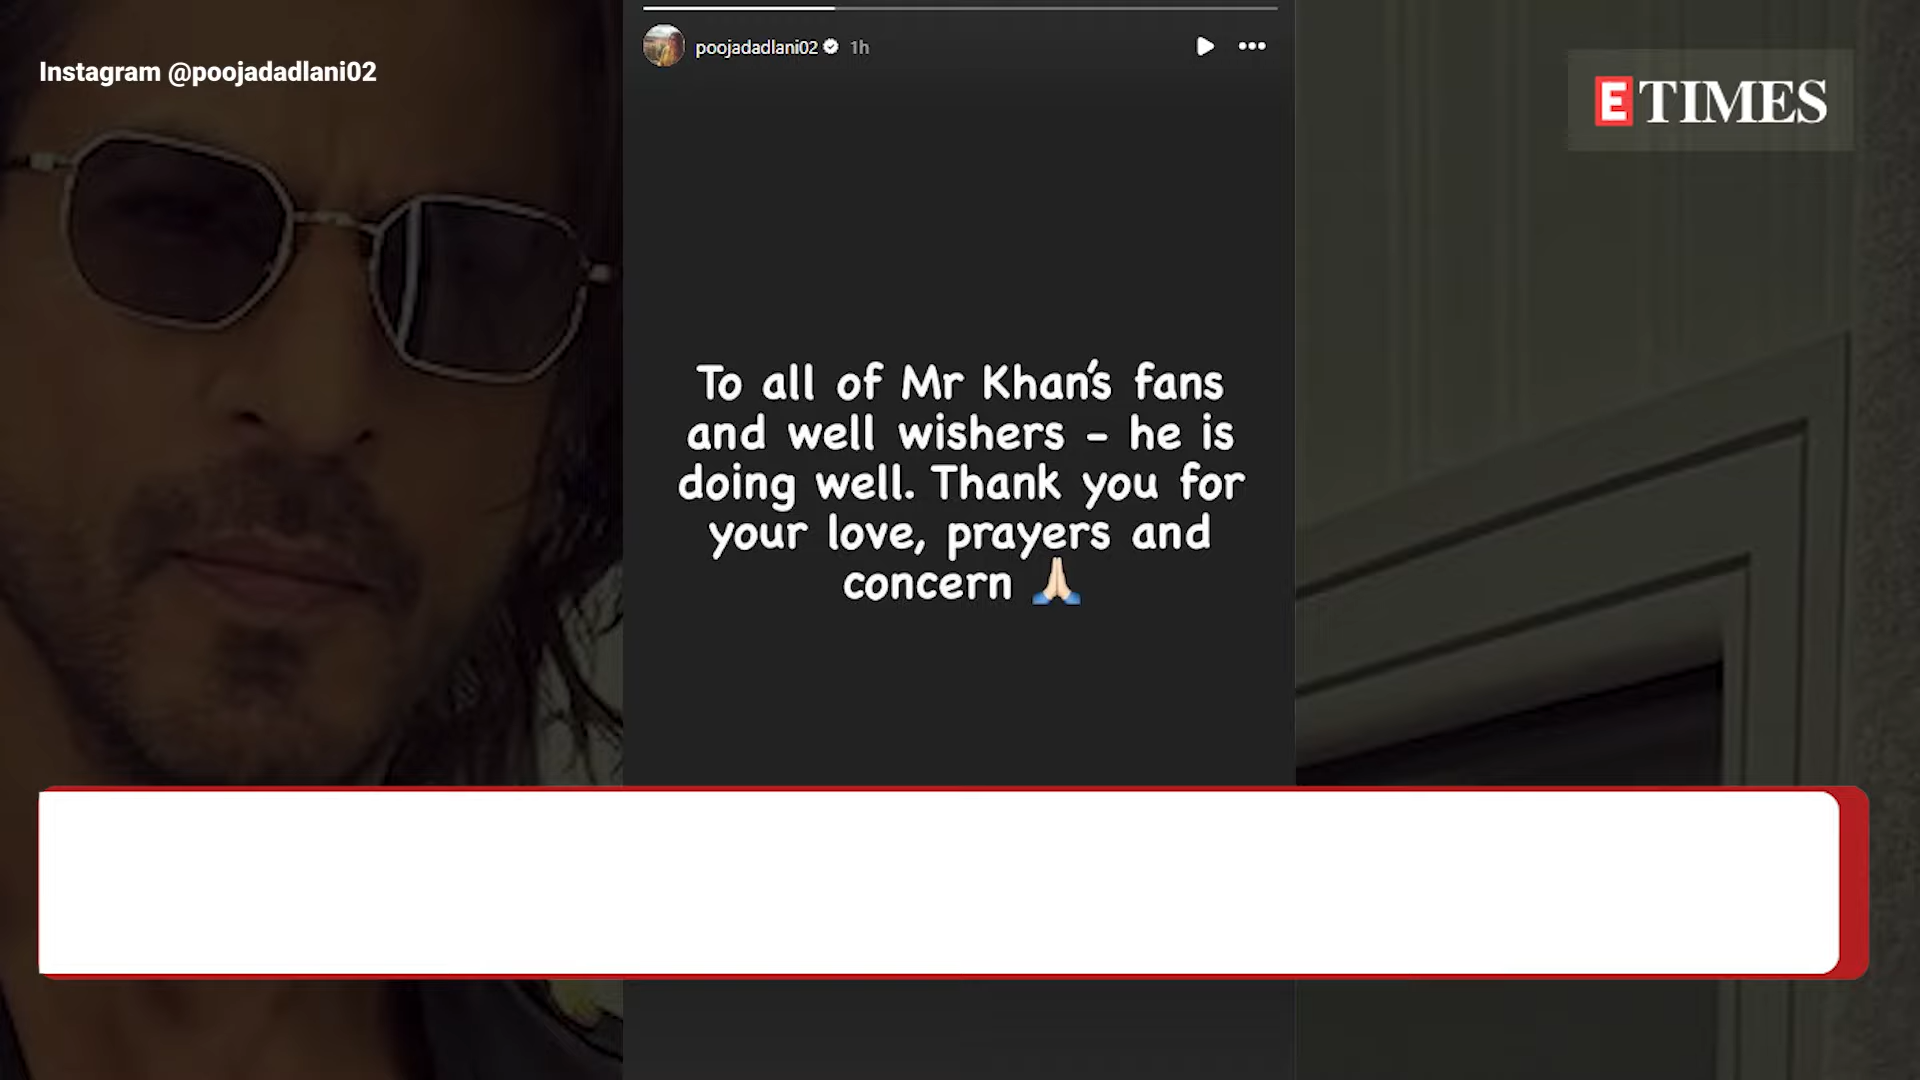 Instagram @poojadadlani02
poojadadlani02 1h
E TIMES
To all of Mr Khan's fans
and well wishers - he is
doing well. Thank you for
your love, prayers and
concern 🙏🏻